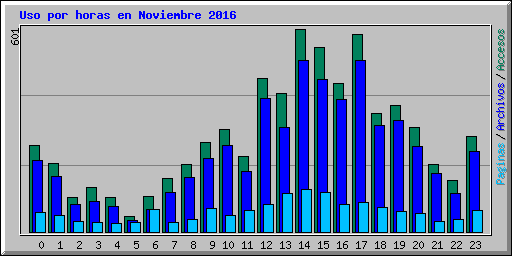 Uso por horas en Noviembre 2016
601
Paginas / Archivos / Accesos
0 1 2 3 4 5 6 7 8 9 10 11 12 13 14 15 16 17 18 19 20 21 22 23